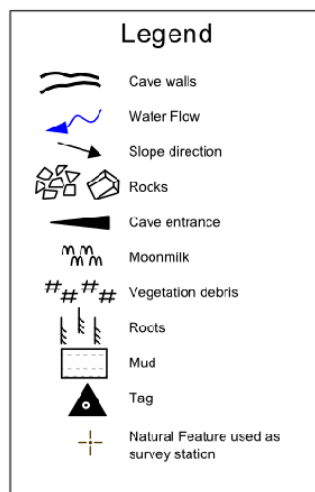 Legend
Cave walls
Water Flow
Slope direction
Rocks
Cave entrance
Moonmilk
Vegetation debris
Roots
Mud
Tag
Natural Feature used as
survey station